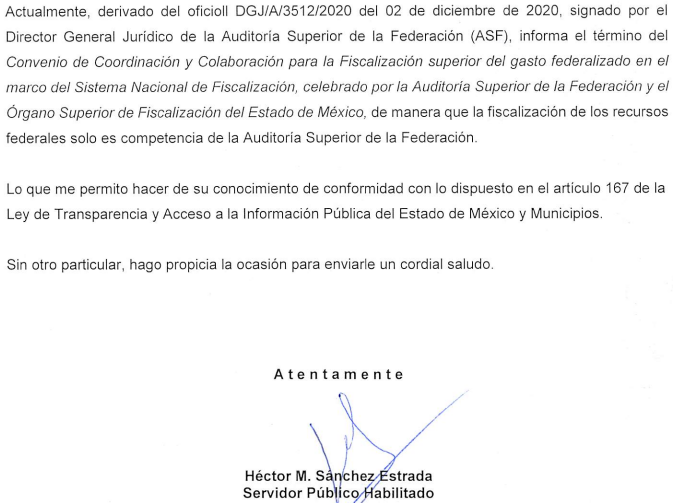 Actualmente, derivado del oficioll DGJ/A/3512/2020 del 02 de diciembre de 2020, signado por el
Director General Jurídico de la Auditoría Superior de la Federación (ASF), informa el término del
Convenio de Coordinación y Colaboración para la Fiscalización superior del gasto federalizado en el
marco del Sistema Nacional de Fiscalización, celebrado por la Auditoría Superior de la Federación y el
Órgano Superior de Fiscalización del Estado de México, de manera que la fiscalización de los recursos
federales solo es competencia de la Auditoría Superior de la Federación.
Lo que me permito hacer de su conocimiento de conformidad con lo dispuesto en el artículo 167 de la
Ley de Transparencia y Acceso a la Información Pública del Estado de México y Municipios.
Sin otro particular, hago propicia la ocasión para enviarle un cordial saludo.
Atentamente
Héctor M. Sánchez Estrada
Servidor Público Habilitado